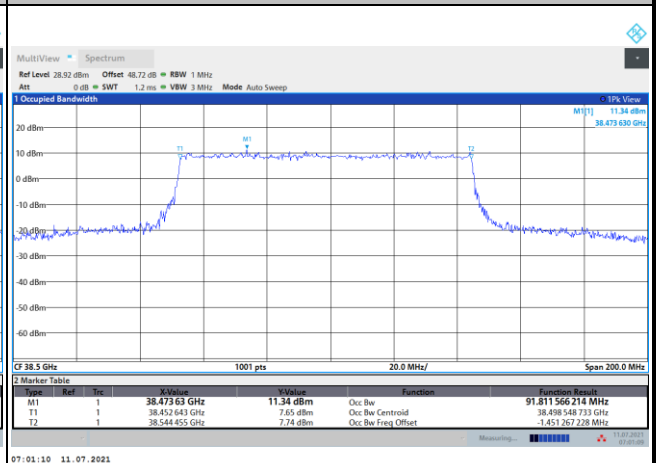 MultiView Spectrum
Ref Level 28.92 dBm Offset 48.72 dB RBW 1 MHz
Att 0 dB SWT 1.2 ms VBW 3 MHz Mode Auto Sweep
1 Occupied Bandwidth 1Pk View
M1[1] 11.34 dBm
38.473 630 GHz
20 dBm
M1
T1 T2
10 dBm
0 dBm
-10 dBm
-20 dBm
-30 dBm
-40 dBm
-50 dBm
-60 dBm
CF 38.5 GHz 1001 pts 20.0 MHz/ Span 200.0 MHz
2 Marker Table
Type Ref Trc X-Value Y-Value Function Function Result
M1 1 38.473 63 GHz 11.34 dBm Occ Bw 91.811 566 214 MHz
T1 1 38.452 643 GHz 7.65 dBm Occ Bw Centroid 38.498 548 733 GHz
T2 1 38.544 455 GHz 7.74 dBm Occ Bw Freq Offset -1.451 267 228 MHz
Measuring... 11.07.2021
07:01:09
07:01:10 11.07.2021